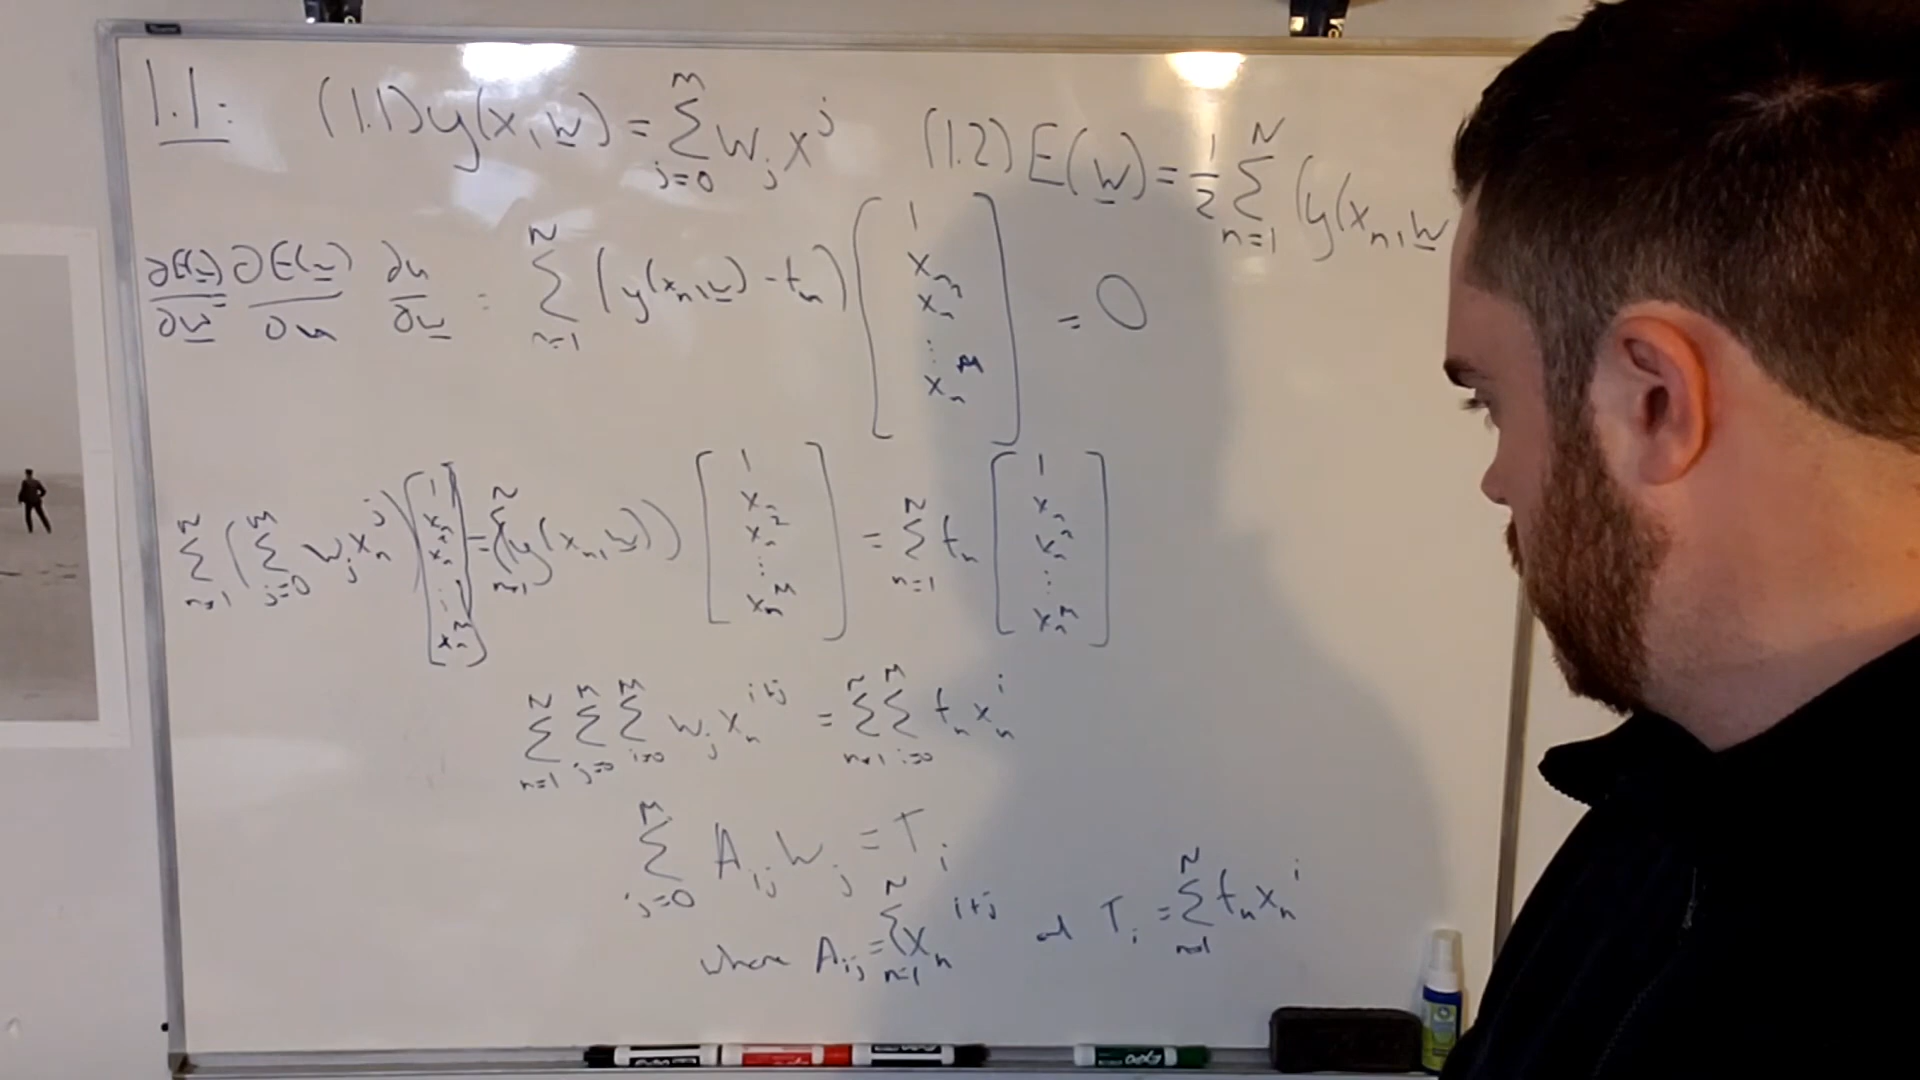 1.1: (1.1) y(x, w) = Σ_{j=0}^{M} w_j x^j (1.2) E(w) = 1/2 Σ_{n=1}^{N} (y(x_n, w
∂E(w)/∂w = ∂E(w)/∂u ∂u/∂w = Σ_{n=1}^{N} (y(x_n, w) - t_n) [1 x_n x_n^2 ⋮ x_n^M] = 0
Σ_{n=1}^{N} (Σ_{j=0}^{M} w_j x_n^j) [1 x_n x_n ⋮ x_n^M] = Σ_{n=1}^{N} (y(x_n, w)) [1 x_n x_n^2 ⋮ x_n^M] = Σ_{n=1}^{N} t_n [1 x_n x_n^2 ⋮ x_n^M]
Σ_{n=1}^{N} Σ_{j=0}^{M} Σ_{i=0}^{M} w_j x_n^{i+j} = Σ_{n=1}^{N} Σ_{i=0}^{M} t_n x_n^i
Σ_{j=0}^{M} A_{ij} w_j = T_i
where A_{ij} = Σ_{n=1}^{N} x_n^{i+j} and T_i = Σ_{n=1}^{N} t_n x_n^i
EXPO